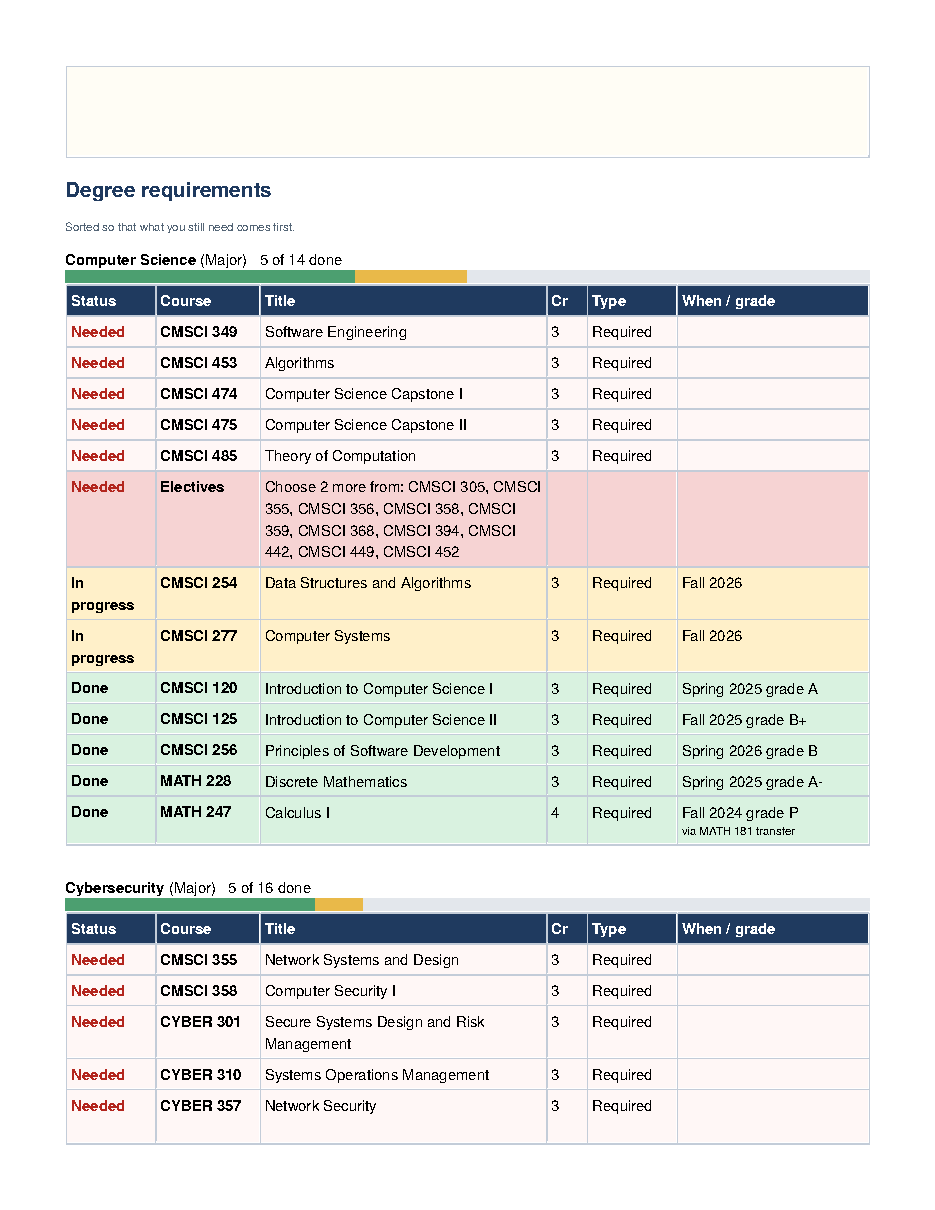 Degree requirements
Sorted so that what you still need comes first.
Computer Science (Major) 5 of 14 done
Status Course Title Cr Type When / grade
Needed CMSCI 349 Software Engineering 3 Required
Needed CMSCI 453 Algorithms 3 Required
Needed CMSCI 474 Computer Science Capstone I 3 Required
Needed CMSCI 475 Computer Science Capstone II 3 Required
Needed CMSCI 485 Theory of Computation 3 Required
Needed Electives Choose 2 more from: CMSCI 305, CMSCI
355, CMSCI 356, CMSCI 358, CMSCI
359, CMSCI 368, CMSCI 394, CMSCI
442, CMSCI 449, CMSCI 452
In CMSCI 254 Data Structures and Algorithms 3 Required Fall 2026
progress
In CMSCI 277 Computer Systems 3 Required Fall 2026
progress
Done CMSCI 120 Introduction to Computer Science I 3 Required Spring 2025 grade A
Done CMSCI 125 Introduction to Computer Science II 3 Required Fall 2025 grade B+
Done CMSCI 256 Principles of Software Development 3 Required Spring 2026 grade B
Done MATH 228 Discrete Mathematics 3 Required Spring 2025 grade A-
Done MATH 247 Calculus I 4 Required Fall 2024 grade P
via MATH 181 transfer
Cybersecurity (Major) 5 of 16 done
Status Course Title Cr Type When / grade
Needed CMSCI 355 Network Systems and Design 3 Required
Needed CMSCI 358 Computer Security I 3 Required
Needed CYBER 301 Secure Systems Design and Risk 3 Required
Management
Needed CYBER 310 Systems Operations Management 3 Required
Needed CYBER 357 Network Security 3 Required